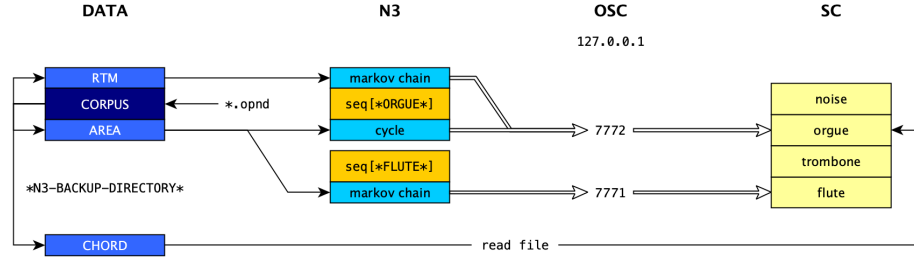 DATA N3 OSC SC
127.0.0.1
RTM markov chain
noise
CORPUS *.opnd seq[*ORGUE*]
AREA cycle 7772 orgue
seq[*FLUTE*] trombone
*N3-BACKUP-DIRECTORY* markov chain 7771 flute
CHORD read file